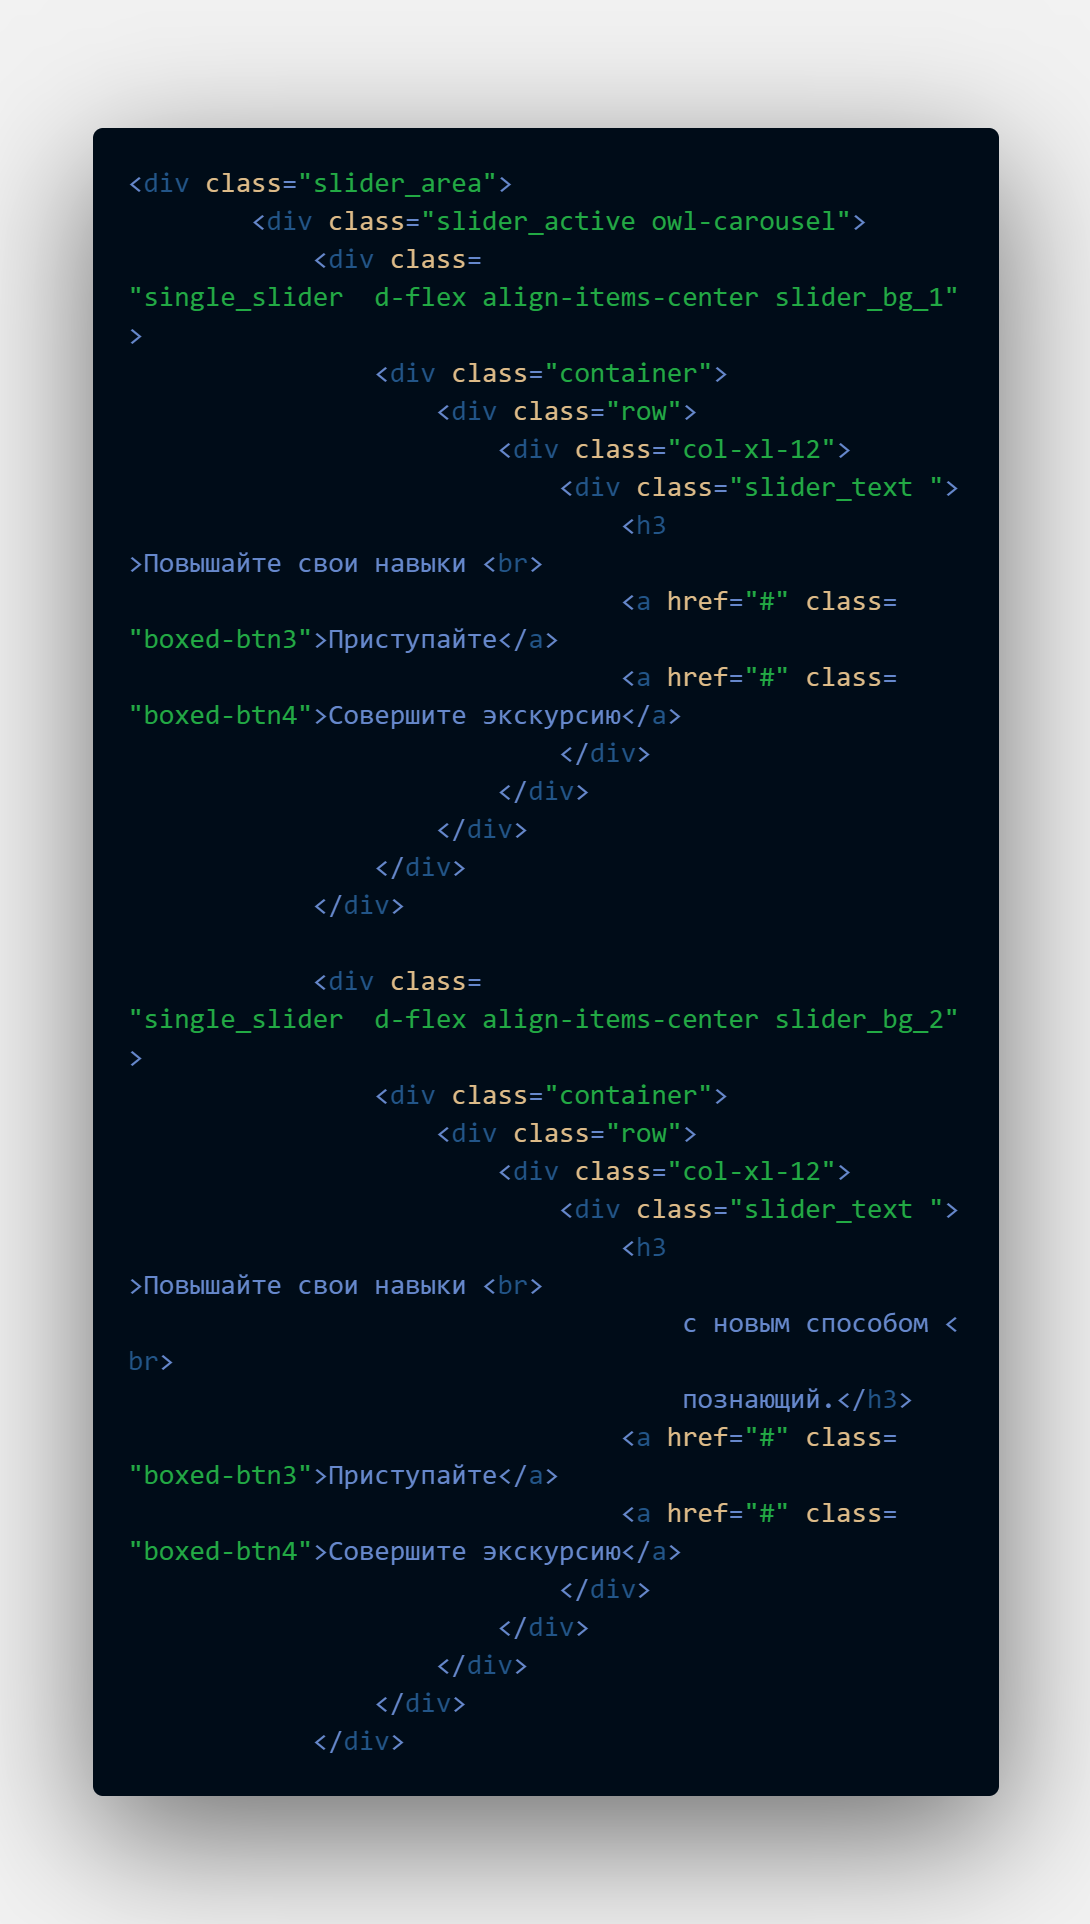 <div class="slider_area">
        <div class="slider_active owl-carousel">
            <div class=
"single_slider  d-flex align-items-center slider_bg_1"
>
                <div class="container">
                    <div class="row">
                        <div class="col-xl-12">
                            <div class="slider_text ">
                                <h3
>Повышайте свои навыки <br>
                                <a href="#" class=
"boxed-btn3">Приступайте</a>
                                <a href="#" class=
"boxed-btn4">Совершите экскурсию</a>
                            </div>
                        </div>
                    </div>
                </div>
            </div>

            <div class=
"single_slider  d-flex align-items-center slider_bg_2"
>
                <div class="container">
                    <div class="row">
                        <div class="col-xl-12">
                            <div class="slider_text ">
                                <h3
>Повышайте свои навыки <br>
                                    с новым способом <
br>
                                    познающий.</h3>
                                <a href="#" class=
"boxed-btn3">Приступайте</a>
                                <a href="#" class=
"boxed-btn4">Совершите экскурсию</a>
                            </div>
                        </div>
                    </div>
                </div>
            </div>